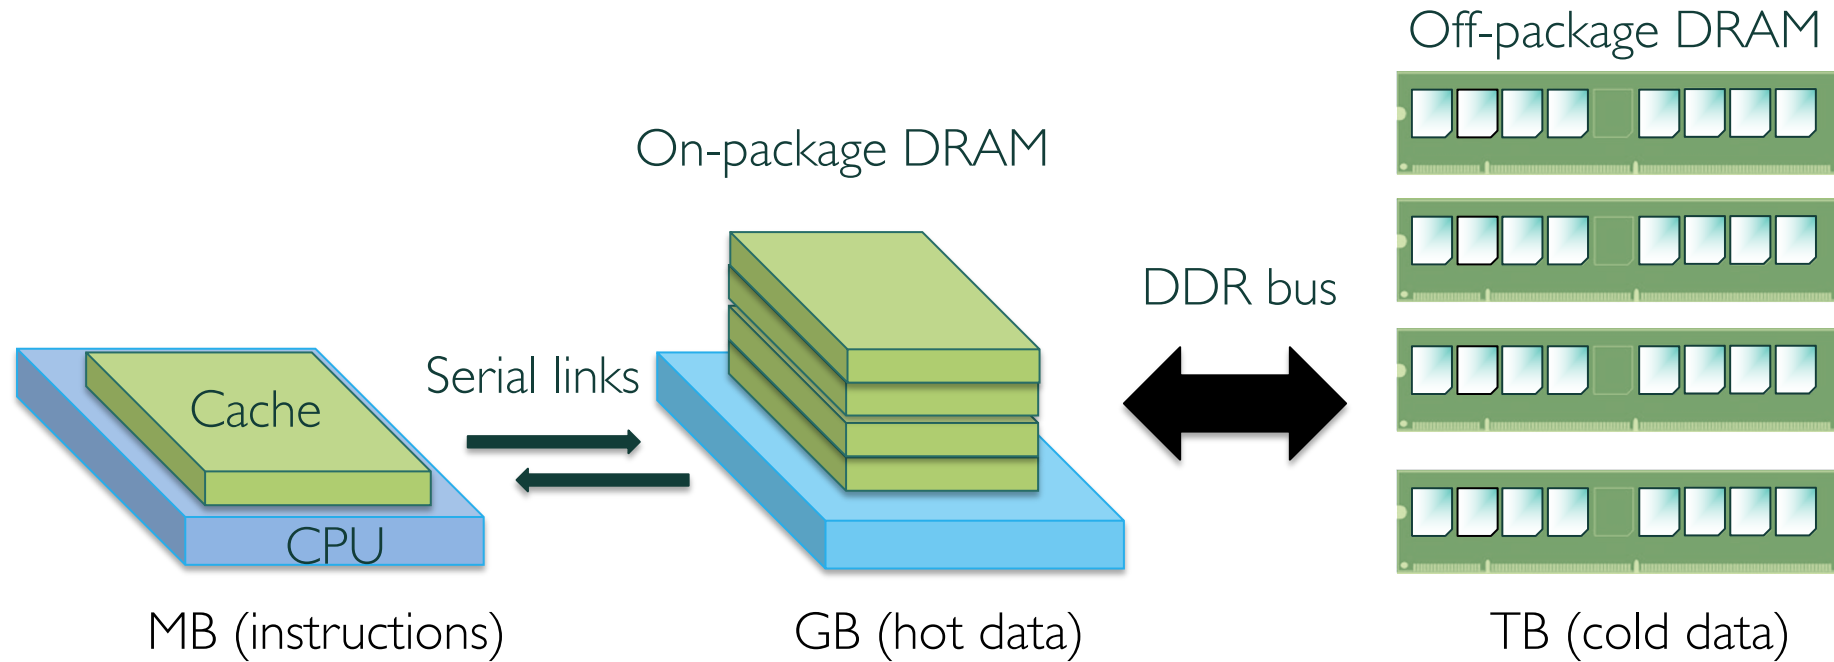 Off-package DRAM
On-package DRAM
DDR bus
Serial links
Cache
CPU
MB (instructions)
GB (hot data)
TB (cold data)